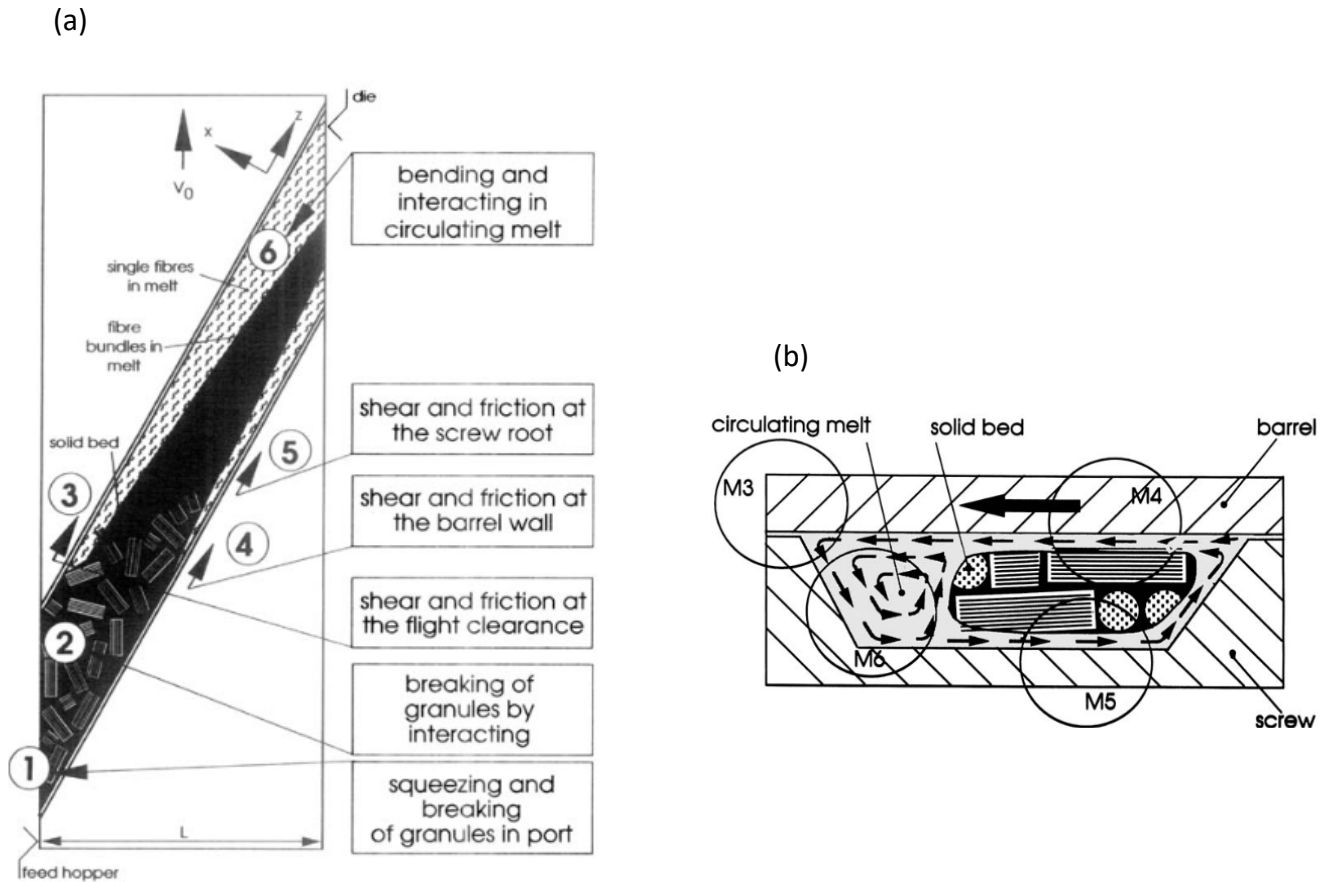 (a)
die
x
z
V0
bending and
interacting in
circulating melt
6
single fibres
in melt
fibre
bundles in
melt
shear and friction at
the screw root
solid bed
5
3
shear and friction at
the barrel wall
4
shear and friction at
the flight clearance
2
breaking of
granules by
interacting
1
squeezing and
breaking
of granules in port
L
feed hopper
(b)
circulating melt
solid bed
barrel
M3
M4
M6
M5
screw